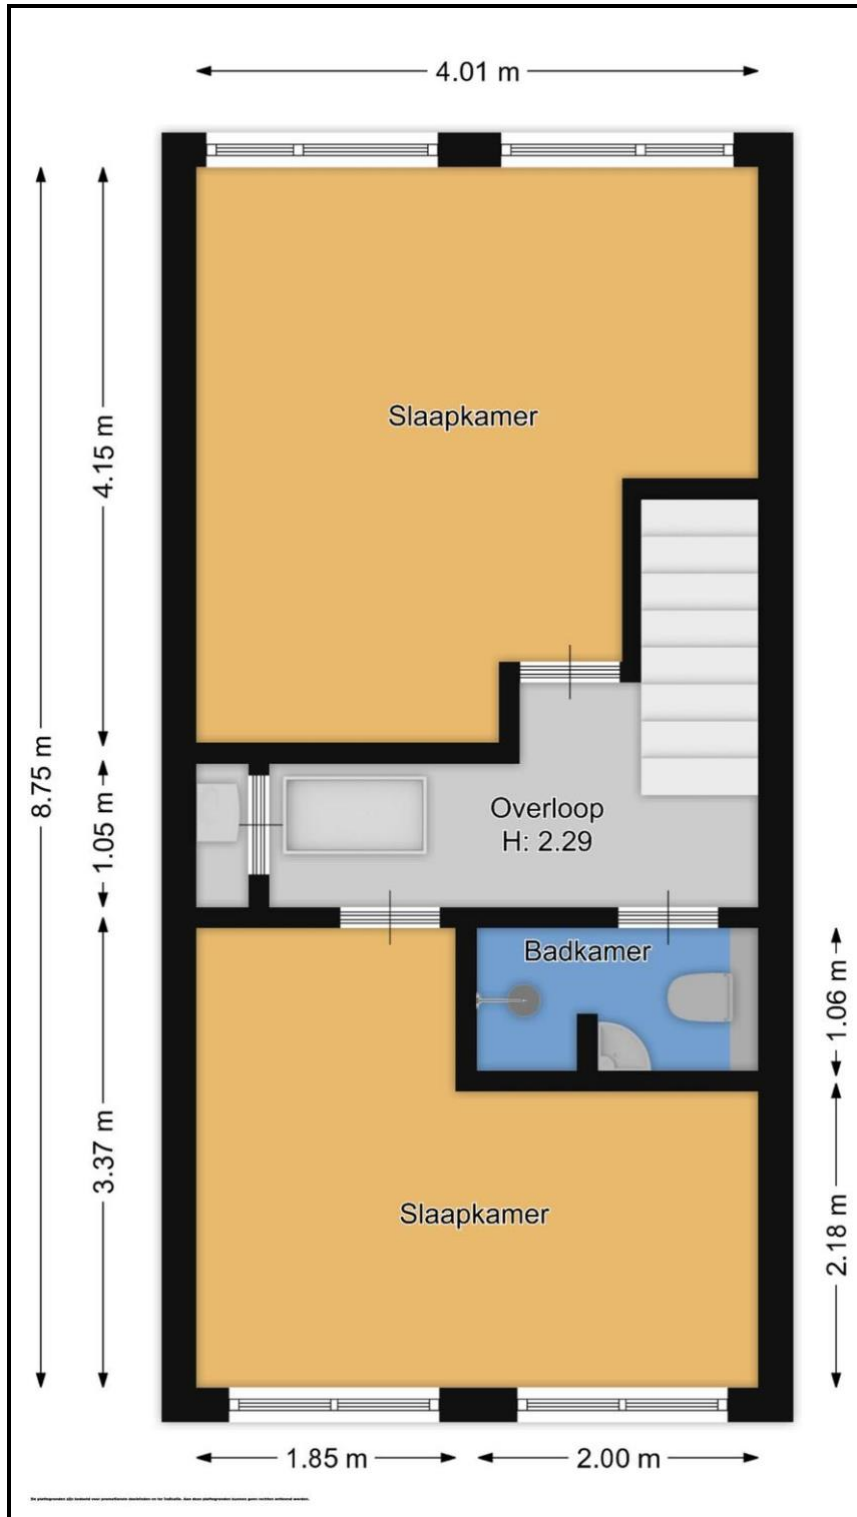 4.01 m
4.15 m
8.75 m
Slaapkamer
1.05 m
Overloop
H: 2.29
Badkamer
1.06 m
3.37 m
Slaapkamer
2.18 m
1.85 m
2.00 m